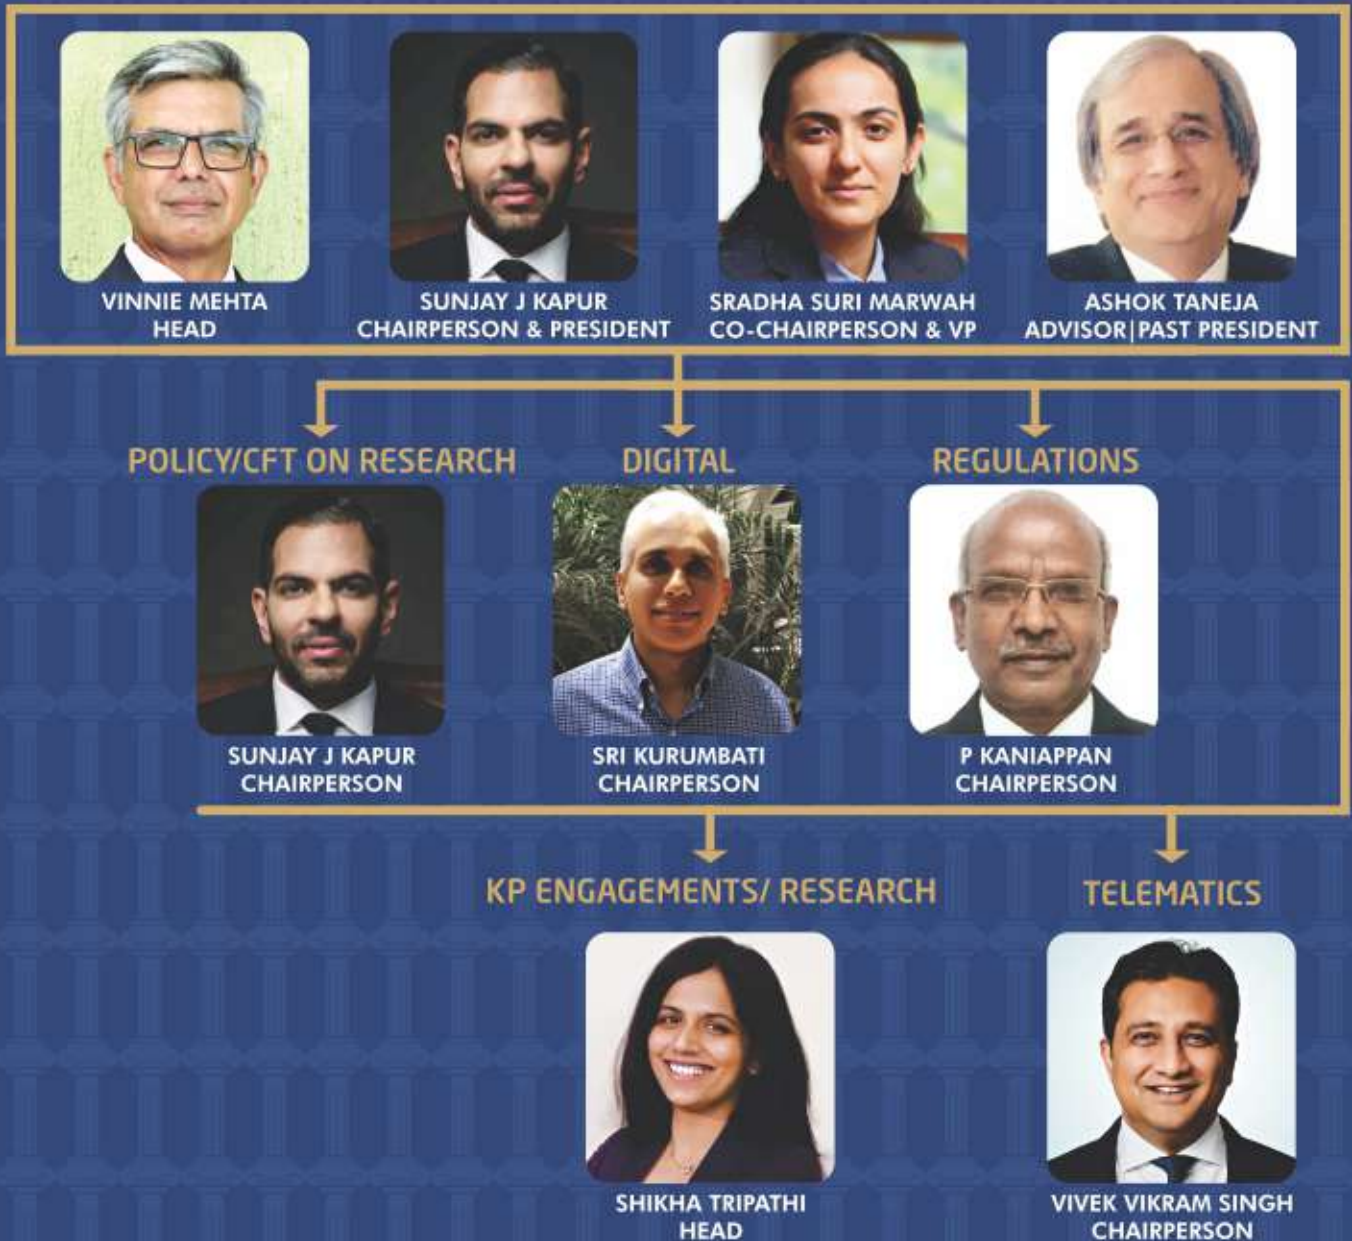 VINNIE MEHTA
HEAD
SUNJAY J KAPUR
CHAIRPERSON & PRESIDENT
SRADHA SURI MARWAH
CO-CHAIRPERSON & VP
ASHOK TANEJA
ADVISOR|PAST PRESIDENT
POLICY/CFT ON RESEARCH
SUNJAY J KAPUR
CHAIRPERSON
DIGITAL
SRI KURUMBATI
CHAIRPERSON
REGULATIONS
P KANIAPPAN
CHAIRPERSON
KP ENGAGEMENTS/ RESEARCH
SHIKHA TRIPATHI
HEAD
TELEMATICS
VIVEK VIKRAM SINGH
CHAIRPERSON